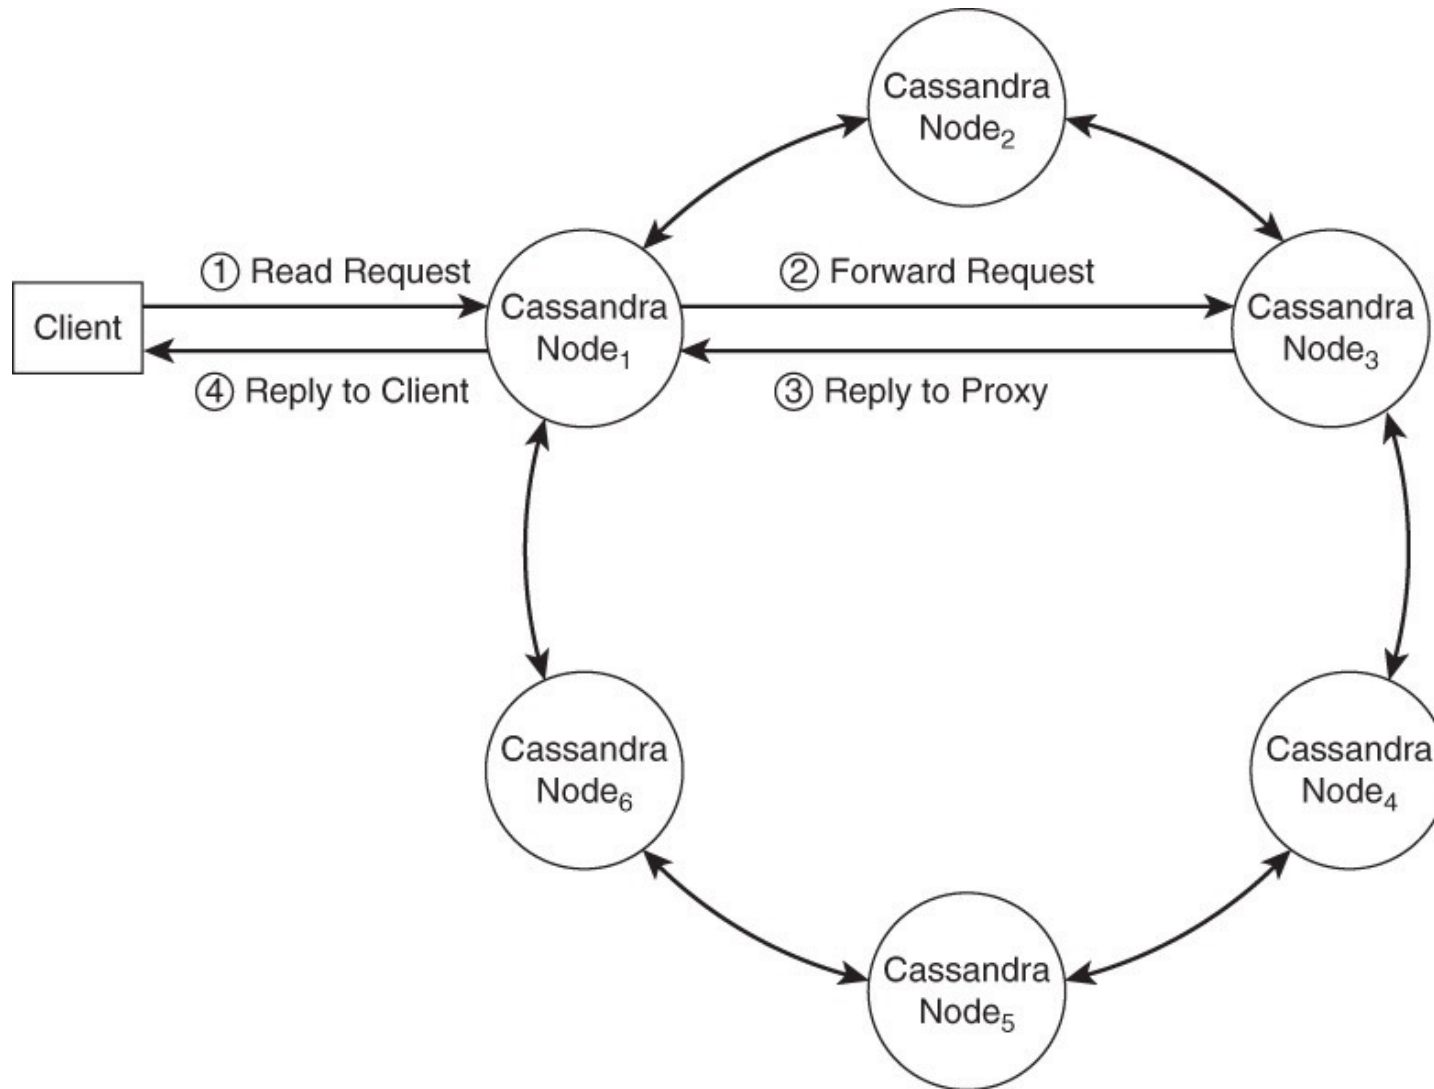 Cassandra
Node₂
① Read Request
② Forward Request
Client
Cassandra
Node₁
Cassandra
Node₃
④ Reply to Client
③ Reply to Proxy
Cassandra
Node₆
Cassandra
Node₄
Cassandra
Node₅